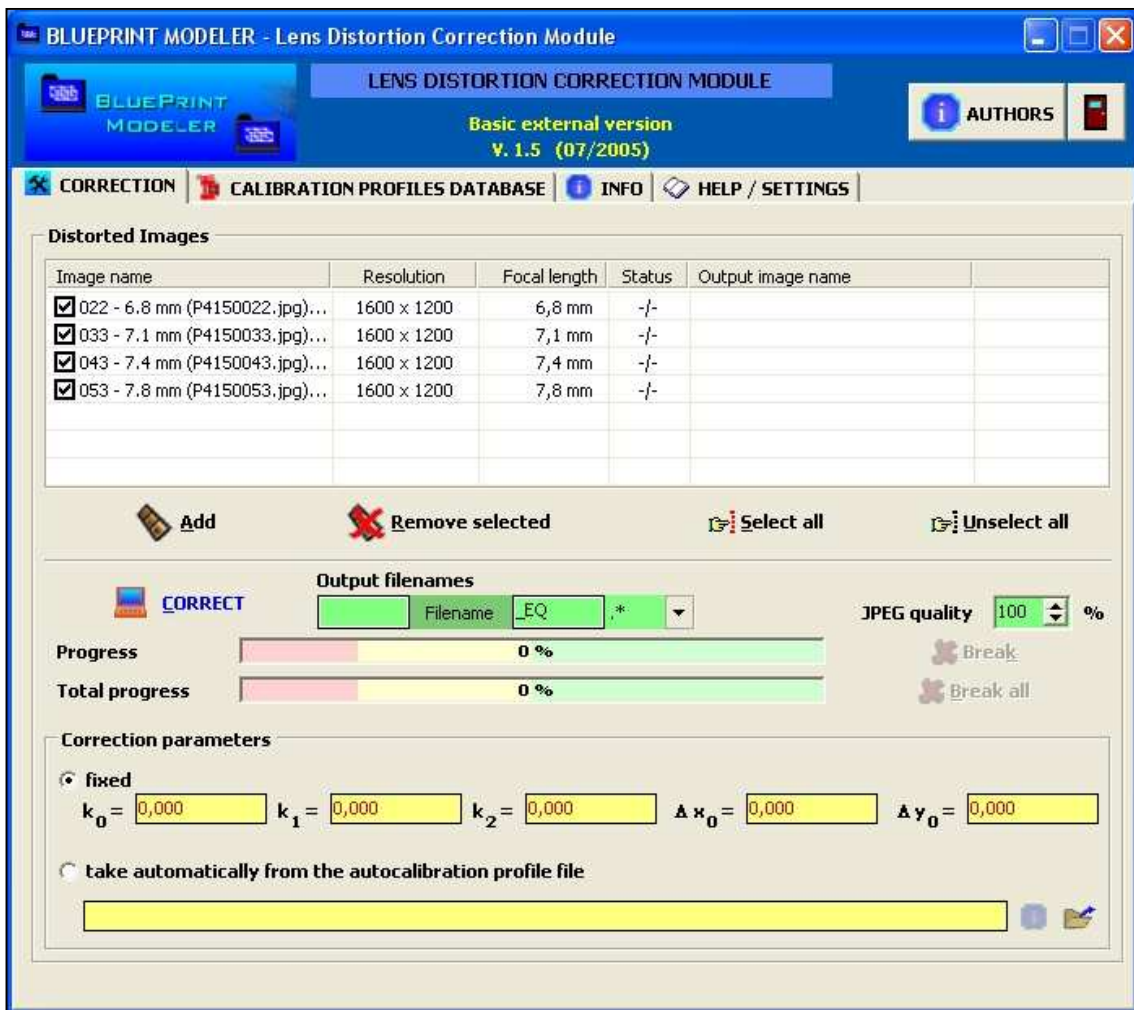 BLUEPRINT MODELER - Lens Distortion Correction Module
BLUEPRINT MODELER
LENS DISTORTION CORRECTION MODULE
Basic external version
V. 1.5 (07/2005)
AUTHORS
CORRECTION CALIBRATION PROFILES DATABASE INFO HELP / SETTINGS
Distorted Images
Image name Resolution Focal length Status Output image name
022 - 6.8 mm (P4150022.jpg)... 1600 x 1200 6,8 mm -/-
033 - 7.1 mm (P4150033.jpg)... 1600 x 1200 7,1 mm -/-
043 - 7.4 mm (P4150043.jpg)... 1600 x 1200 7,4 mm -/-
053 - 7.8 mm (P4150053.jpg)... 1600 x 1200 7,8 mm -/-
Add Remove selected Select all Unselect all
Output filenames
CORRECT Filename _EQ .* JPEG quality 100 %
Progress 0 % Break
Total progress 0 % Break all
Correction parameters
fixed
k0 = 0,000 k1 = 0,000 k2 = 0,000 Δ x0 = 0,000 Δ y0 = 0,000
take automatically from the autocalibration profile file